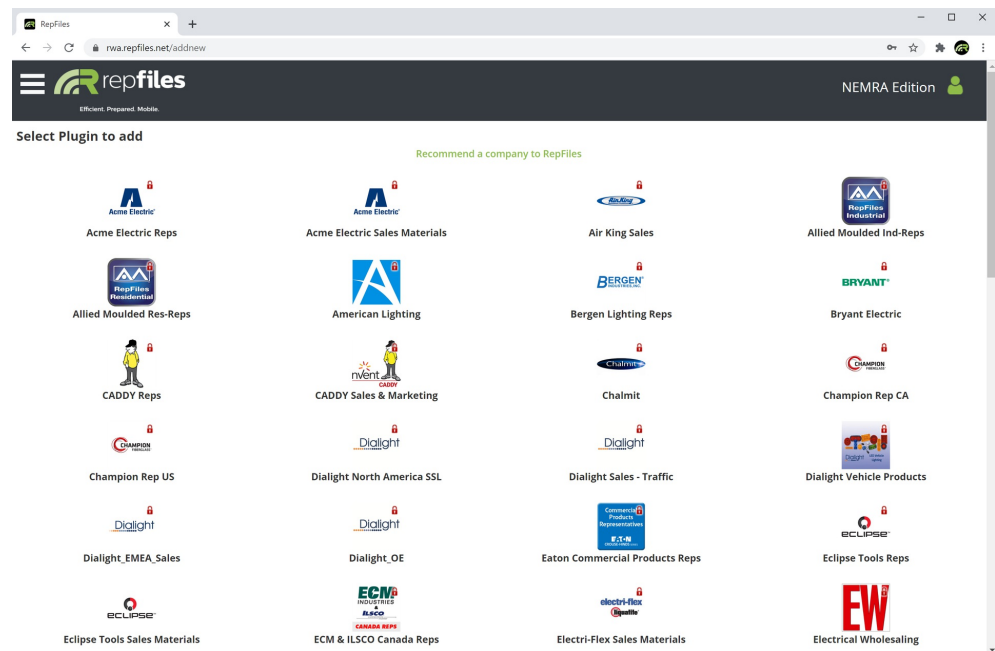 RepFiles
rwa.repfiles.net/addnew
repfiles
Efficient. Prepared. Mobile.
NEMRA Edition
Select Plugin to add
Recommend a company to RepFiles
Acme Electric
Acme Electric
Air King
RepFiles
Industrial
Acme Electric Reps
Acme Electric Sales Materials
Air King Sales
Allied Moulded Ind-Reps
RepFiles
Residential
BERGEN
INDUSTRIES, INC.
BRYANT
Allied Moulded Res-Reps
American Lighting
Bergen Lighting Reps
Bryant Electric
nvent
CADDY
Chalmit
CHAMPION
FIBERGLASS
CADDY Reps
CADDY Sales & Marketing
Chalmit
Champion Rep CA
CHAMPION
FIBERGLASS
Dialight
Dialight
Dialight
Champion Rep US
Dialight North America SSL
Dialight Sales - Traffic
Dialight Vehicle Products
Dialight
Dialight
Commercial
Products
Representatives
EATON
ECLIPSE
Dialight_EMEA_Sales
Dialight_OE
Eaton Commercial Products Reps
Eclipse Tools Reps
ECLIPSE
ECM
INDUSTRIES
&
ILSCO
CANADA REPS
electri-flex
Liquatite
EW
Eclipse Tools Sales Materials
ECM & ILSCO Canada Reps
Electri-Flex Sales Materials
Electrical Wholesaling